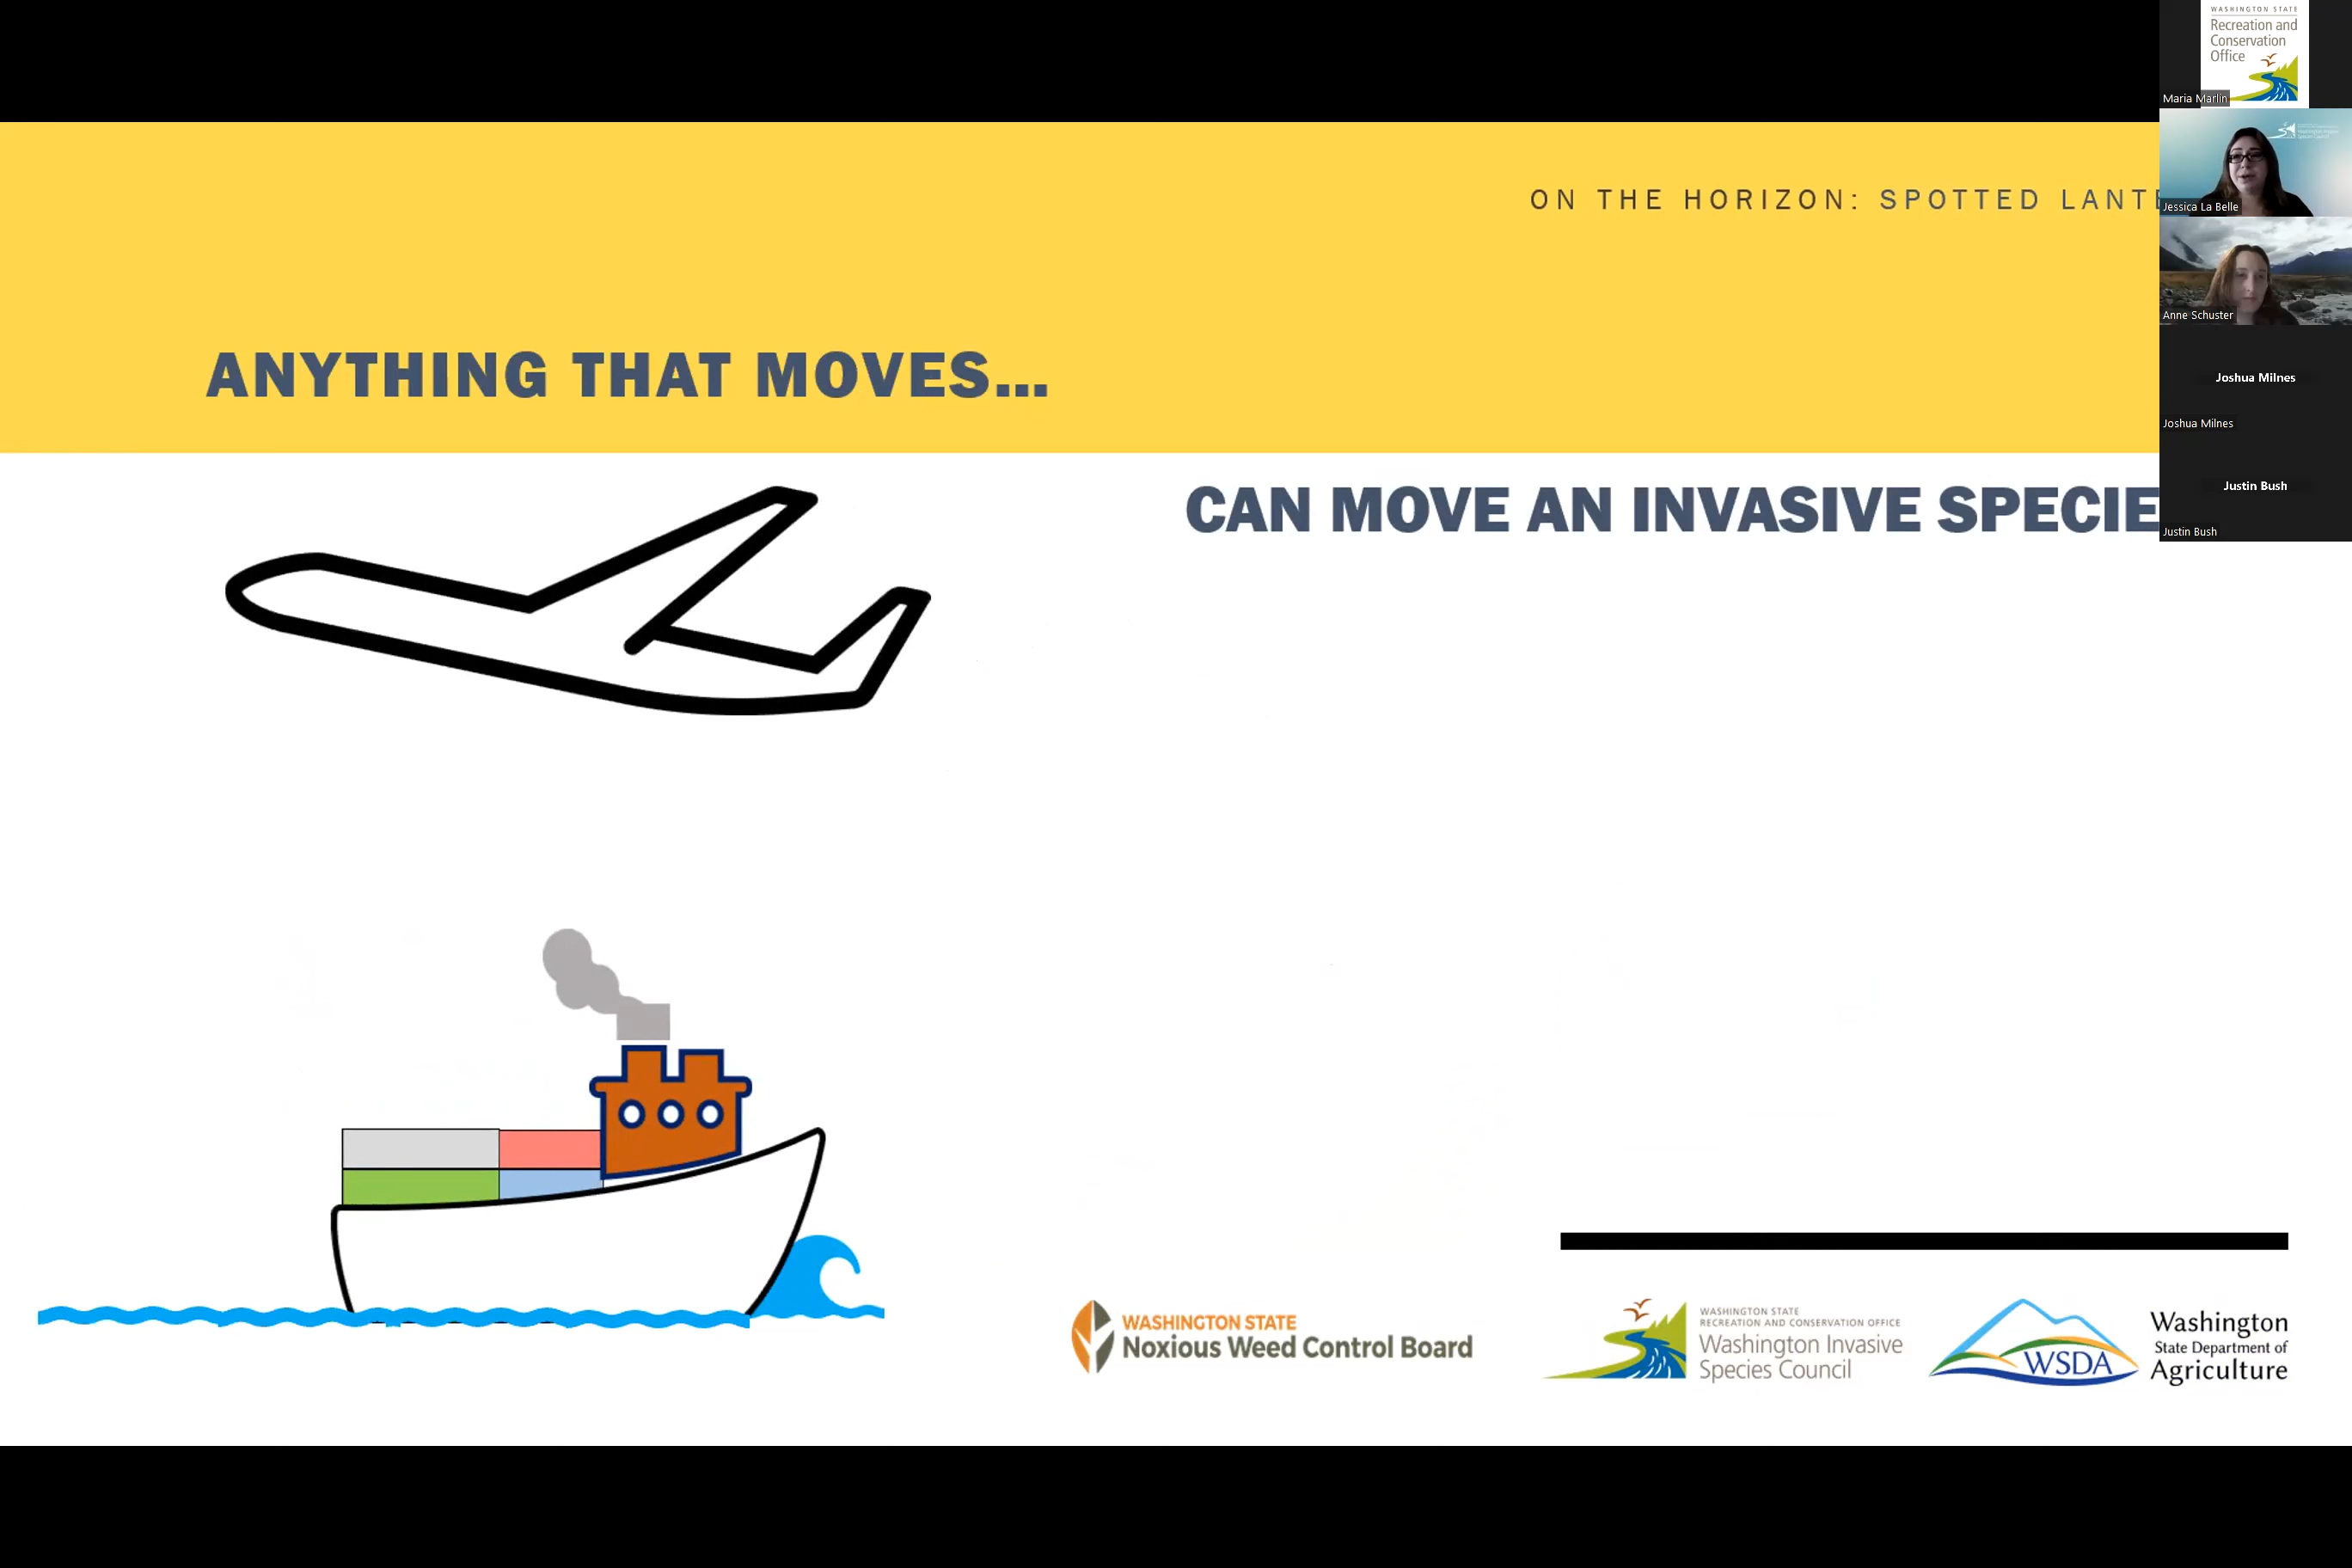 ON THE HORIZON: SPOTTED LANTE
ANYTHING THAT MOVES...
CAN MOVE AN INVASIVE SPECIE
WASHINGTON STATE
Noxious Weed Control Board
WASHINGTON STATE
RECREATION AND CONSERVATION OFFICE
Washington Invasive
Species Council
WSDA
Washington
State Department of
Agriculture
WASHINGTON STATE
Recreation and
Conservation
Office
Maria Marlin
Jessica La Belle
Anne Schuster
Joshua Milnes
Joshua Milnes
Justin Bush
Justin Bush